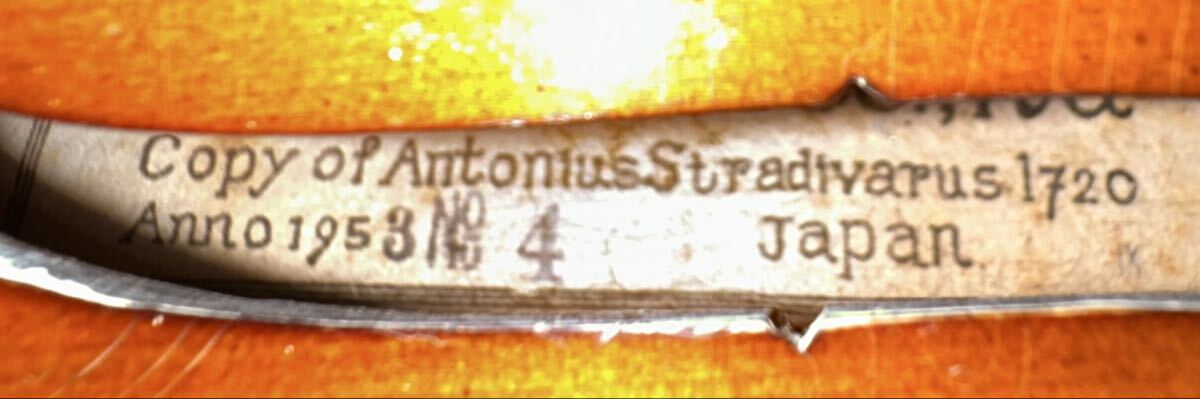 Copy of Antonius Stradivarus 1720
Anno 1953 No 4 Japan